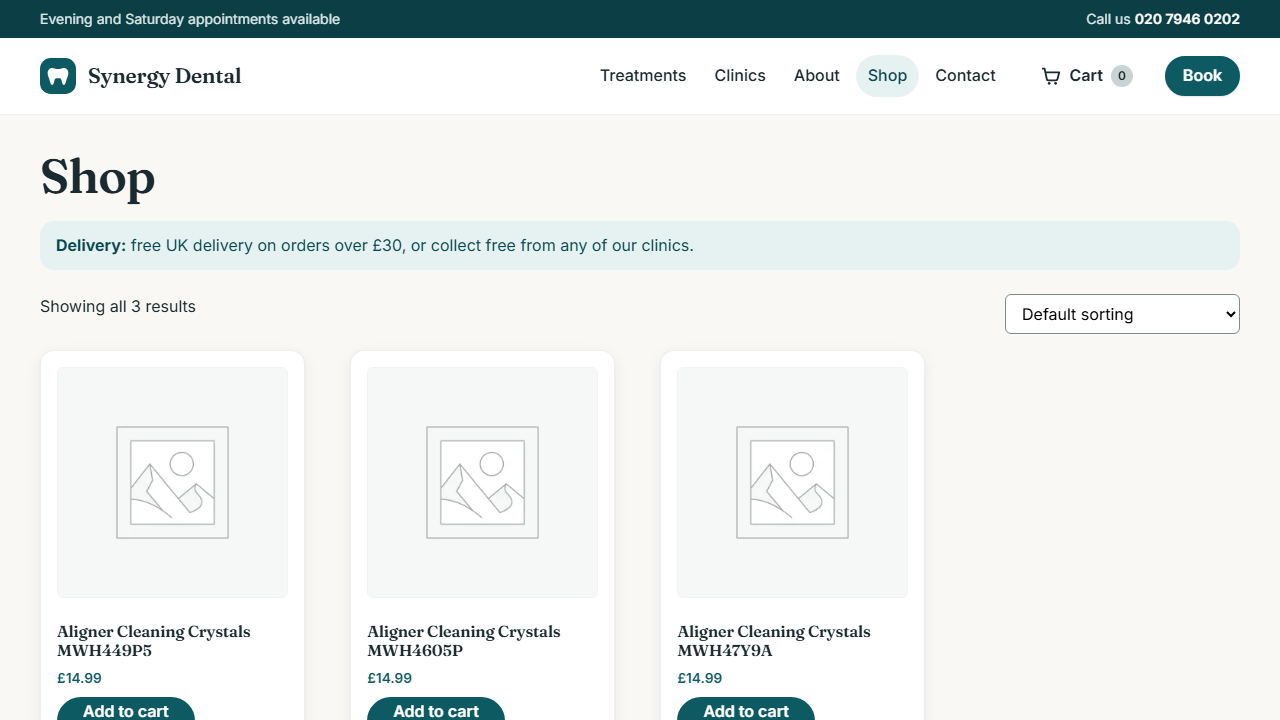 Evening and Saturday appointments available
Call us 020 7946 0202
Synergy Dental
Treatments
Clinics
About
Shop
Contact
Cart 0
Book
Shop
Delivery: free UK delivery on orders over £30, or collect free from any of our clinics.
Showing all 3 results
Default sorting
Aligner Cleaning Crystals
MWH449P5
£14.99
Add to cart
Aligner Cleaning Crystals
MWH4605P
£14.99
Add to cart
Aligner Cleaning Crystals
MWH47Y9A
£14.99
Add to cart